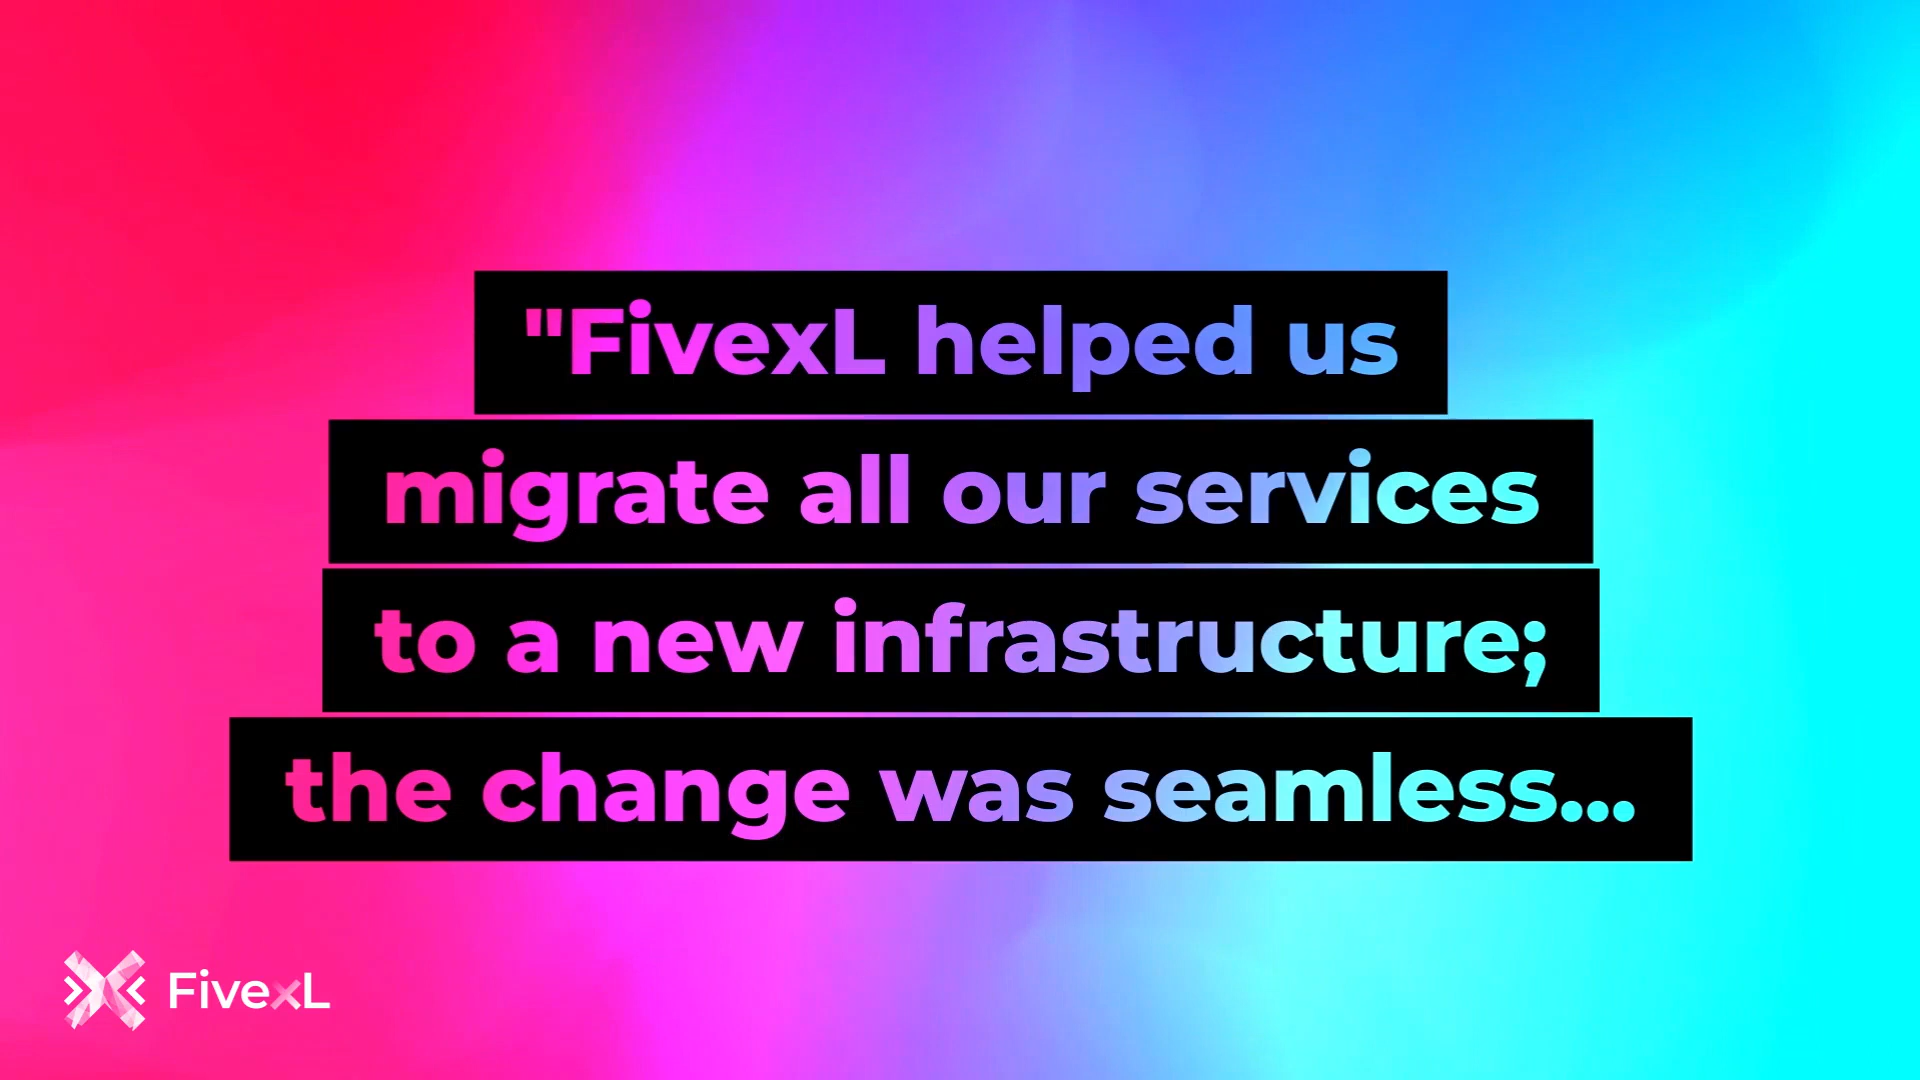 "FivexL helped us
migrate all our services
to a new infrastructure;
the change was seamless...
FivexL